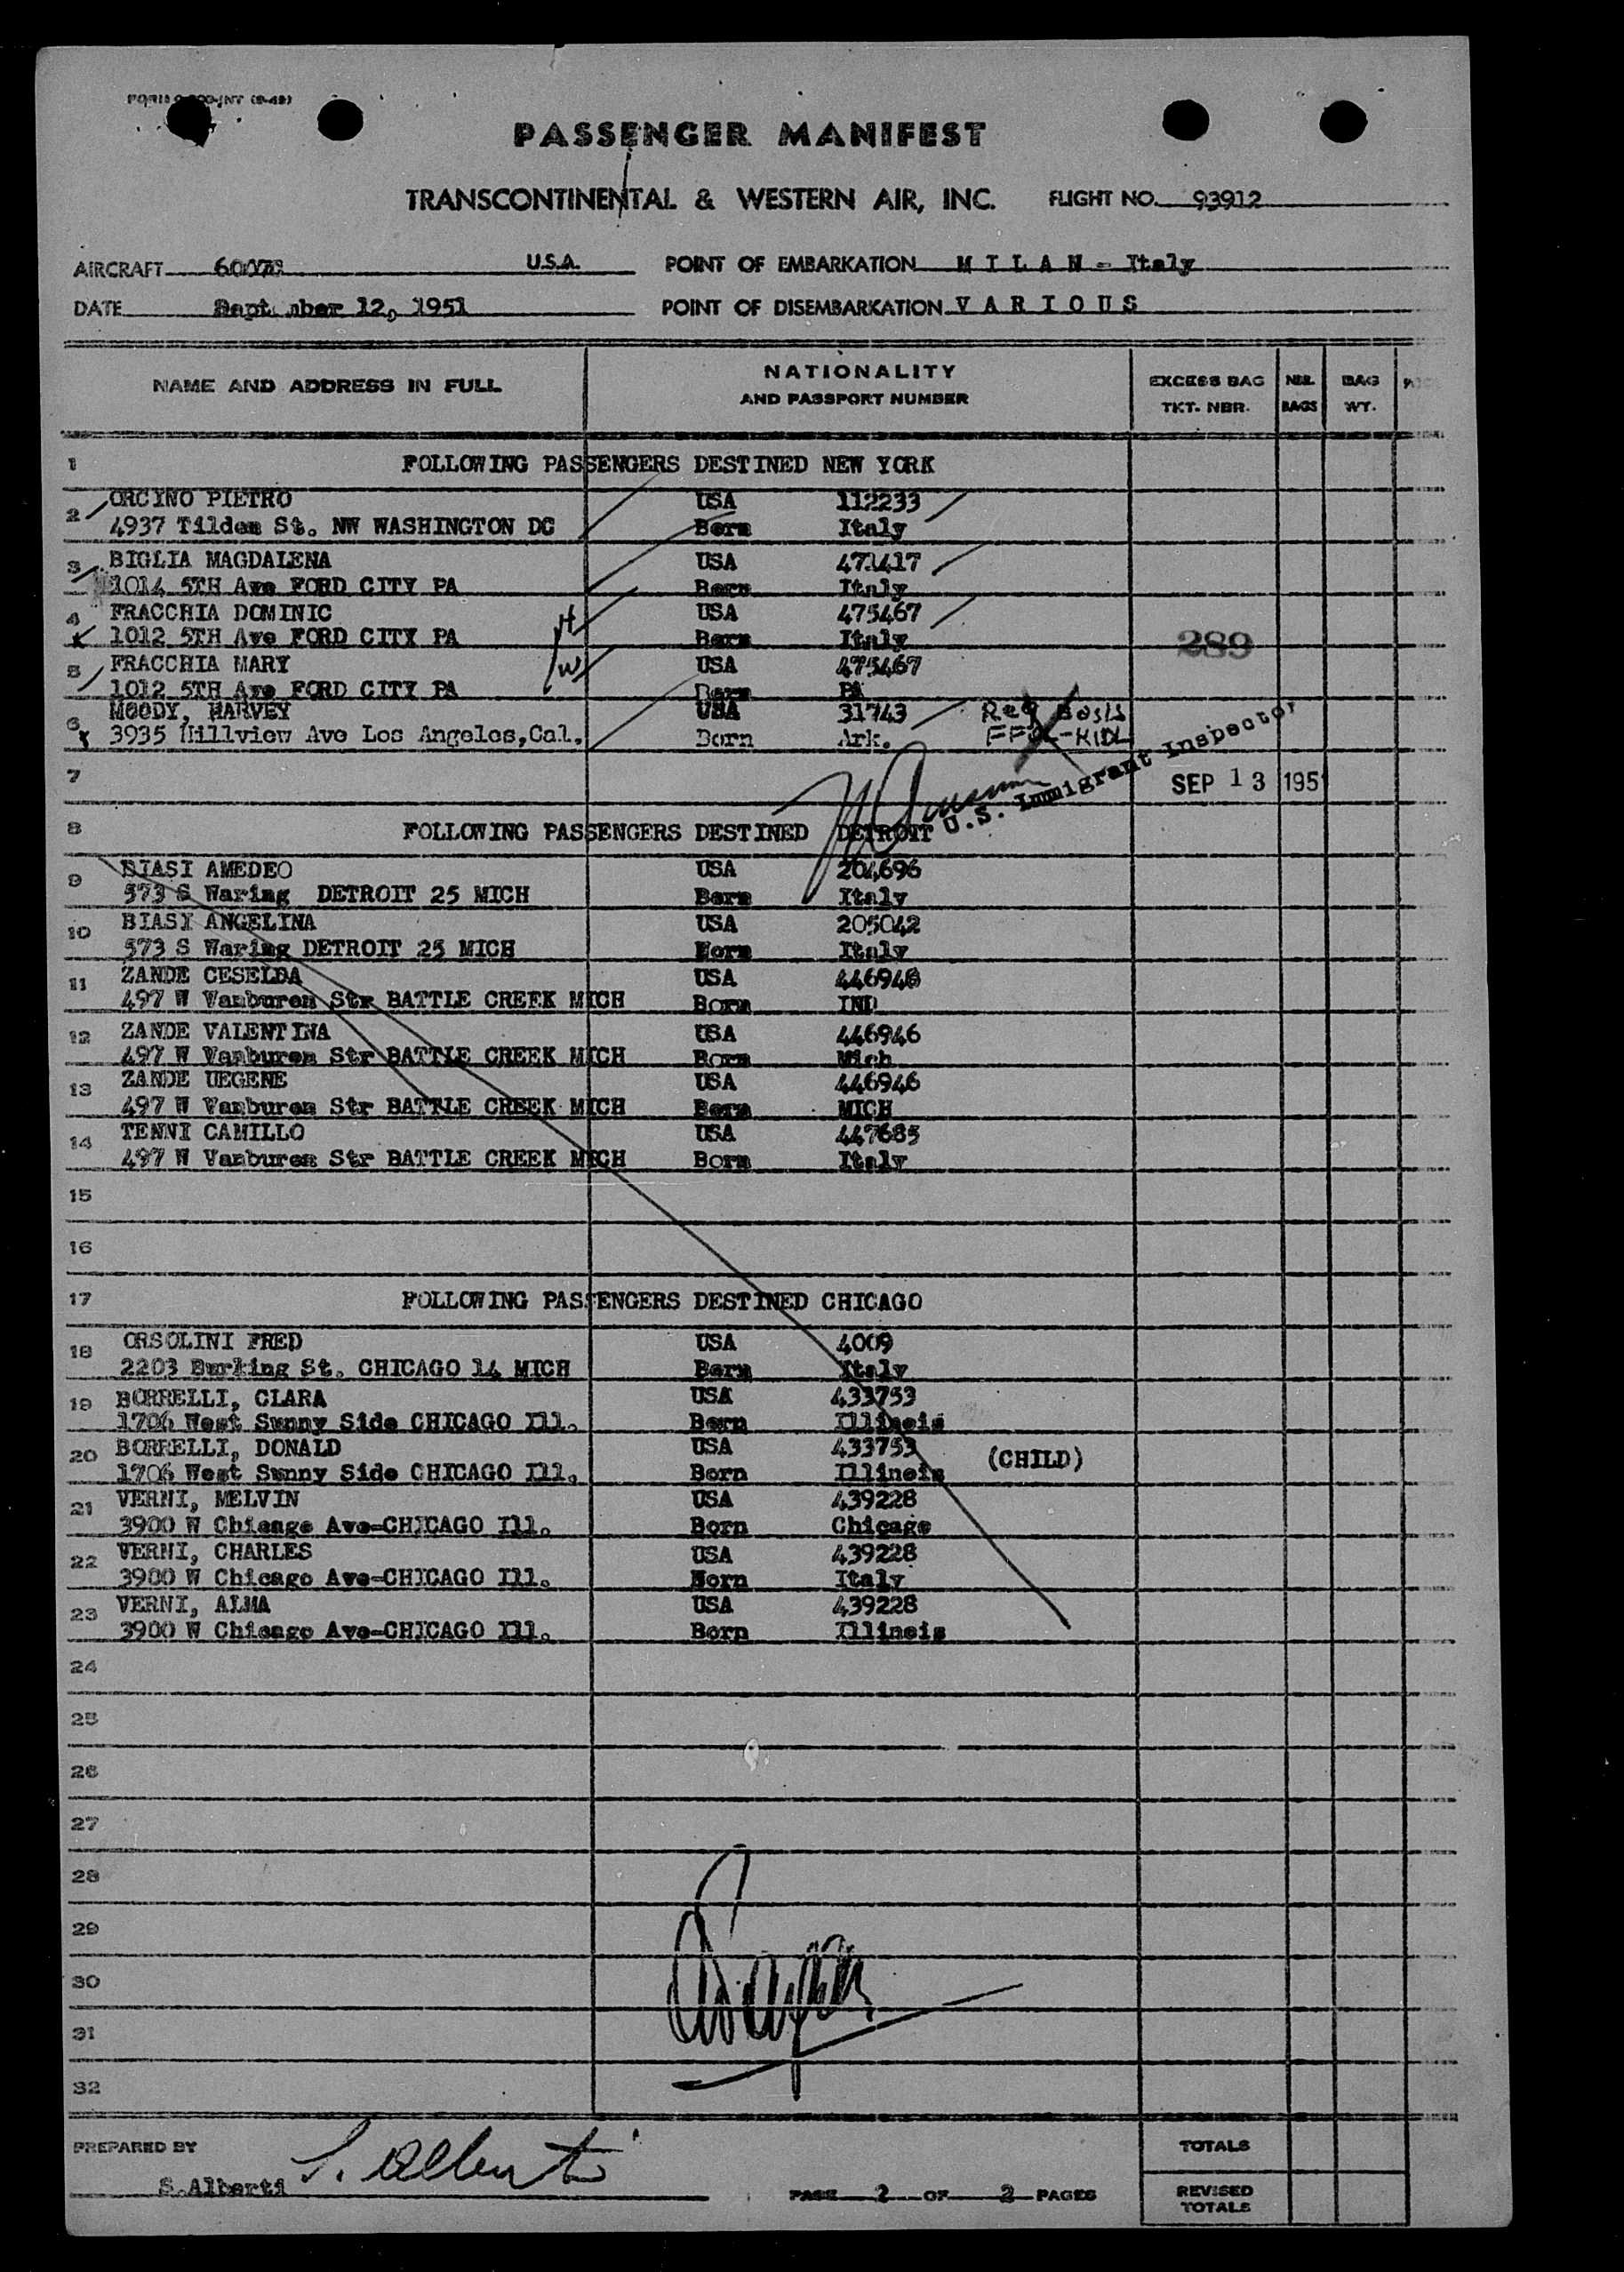 PASSENGER MANIFEST
TRANSCONTINENTAL & WESTERN AIR, INC. FLIGHT NO. 93912
AIRCRAFT U.S.A. POINT OF EMBARKATION M I L A N - Italy
DATE September 12, 1951 POINT OF DISEMBARKATION V A R I O U S
NAME AND ADDRESS IN FULL NATIONALITY AND PASSPORT NUMBER EXCESS BAG TKT. NBR. NBR. BAGS BAG WT.
1 FOLLOWING PASSENGERS DESTINED NEW YORK
2 ORCINO PIETRO USA 112233
4937 Tilden St. NW WASHINGTON DC Born Italy
3 BIGLIA MAGDALENA USA
1014 5TH Ave FORD CITY PA Born Italy
4 FRACCHIA DOMINIC H USA 475467
1012 5TH Ave FORD CITY PA Born Italy 289
5 FRACCHIA MARY W USA 475467
1012 5TH Ave FORD CITY PA Born PA
6 MOODY, HARVEY USA 31743
3935 Hillview Ave Los Angeles, Cal. Born Ark.
U.S. Immigrant Inspector
7 SEP 13 1951
8 FOLLOWING PASSENGERS DESTINED DETROIT
9 BIASI AMEDEO USA 204696
573 S Waring DETROIT 25 MICH Born Italy
10 BIASI ANGELINA USA 205042
573 S Waring DETROIT 25 MICH Norn Italy
11 ZANDE CESELDA USA 446946
497 W Vanburen Str BATTLE CREEK MICH Born IND
12 ZANDE VALENTINA USA 446946
497 W Vanburen Str BATTLE CREEK MICH Born Mich
13 ZANDE UEGENE USA 446946
497 W Vanburen Str BATTLE CREEK MICH Born MICH
14 TENNI CAMILLO USA 447685
497 W Vanburen Str BATTLE CREEK MICH Born Italy
15
16
17 FOLLOWING PASSENGERS DESTINED CHICAGO
18 ORSOLINI FRED USA 4009
2203 Burling St. CHICAGO 14 MICH Born Italy
19 BORRELLI, CLARA USA 433753
1706 West Sunny Side CHICAGO Ill. Born Illinois
20 BORRELLI, DONALD USA 433753 (CHILD)
1706 West Sunny Side CHICAGO Ill. Born Illinois
21 VERNI, MELVIN USA 439228
3900 W Chicago Ave-CHICAGO Ill. Born Chicago
22 VERNI, CHARLES USA 439228
3900 W Chicago Ave-CHICAGO Ill. Norn Italy
23 VERNI, ALMA USA 439228
3900 W Chicago Ave-CHICAGO Ill. Born Illinois
24
25
26
27
28
29
30
31
32
PREPARED BY S. Alberti TOTALS
S.Alberti PAGE 2 OF 2 PAGES REVISED TOTALS